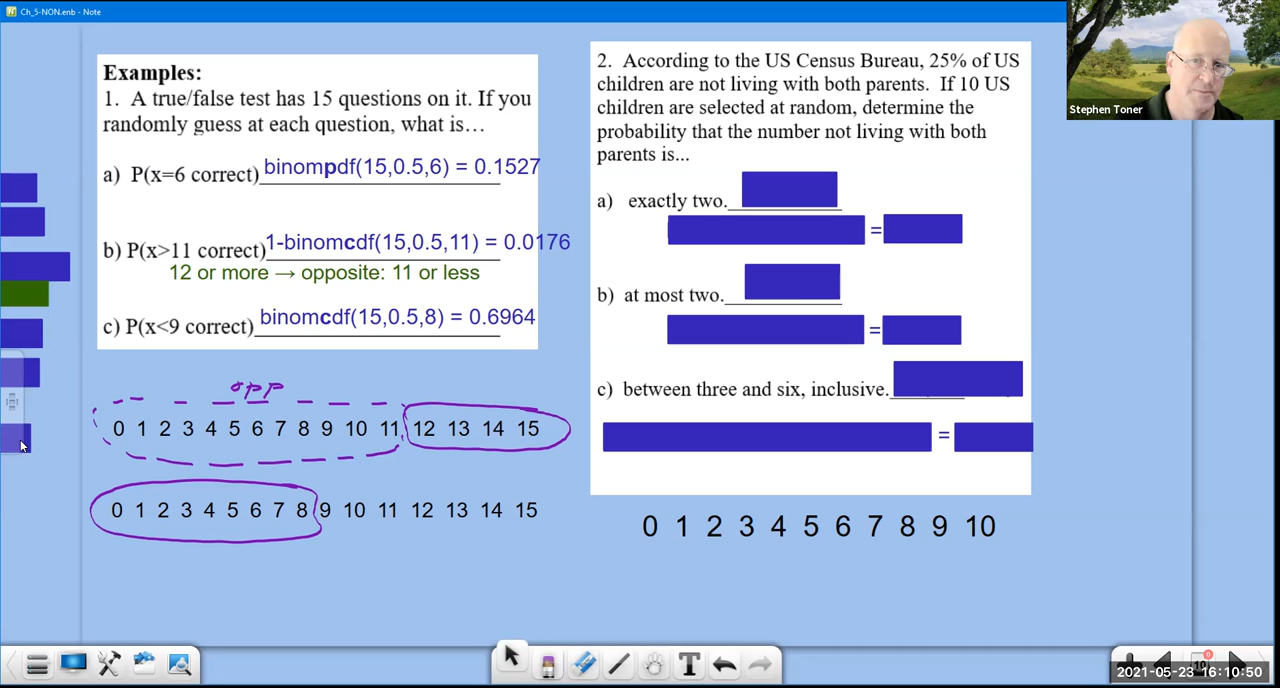 Ch_5-NON.enb - Note
Examples:
1. A true/false test has 15 questions on it. If you
randomly guess at each question, what is…
a) P(x=6 correct) binompdf(15,0.5,6) = 0.1527
b) P(x>11 correct) 1-binomcdf(15,0.5,11) = 0.0176
12 or more → opposite: 11 or less
c) P(x<9 correct) binomcdf(15,0.5,8) = 0.6964
opp
0 1 2 3 4 5 6 7 8 9 10 11 12 13 14 15
0 1 2 3 4 5 6 7 8 9 10 11 12 13 14 15
2. According to the US Census Bureau, 25% of US
children are not living with both parents. If 10 US
children are selected at random, determine the
probability that the number not living with both
parents is...
a) exactly two.
=
b) at most two.
=
c) between three and six, inclusive.
=
0 1 2 3 4 5 6 7 8 9 10
Stephen Toner
2021-05-23 16:10:50